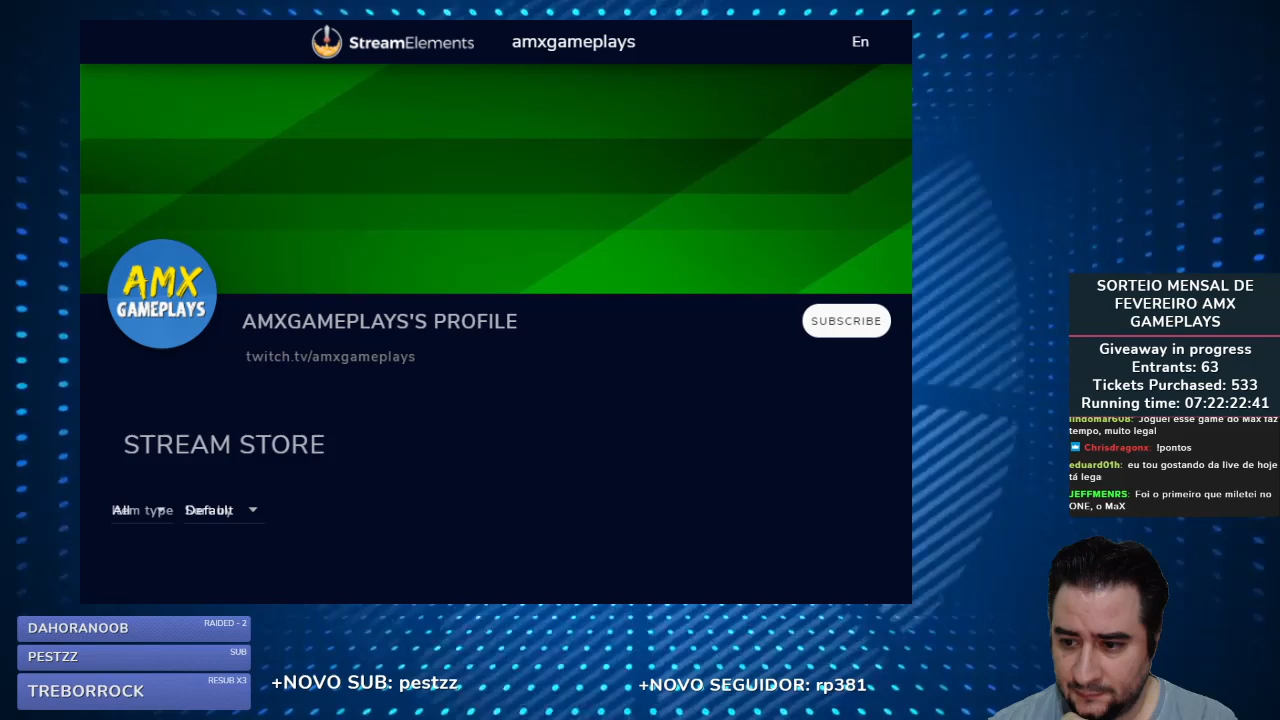 StreamElements
amxgameplays
En
AMX
GAMEPLAYS
AMXGAMEPLAYS'S PROFILE
SUBSCRIBE
twitch.tv/amxgameplays
STREAM STORE
All
Default
SORTEIO MENSAL DE
FEVEREIRO AMX
GAMEPLAYS
Giveaway in progress
Entrants: 63
Tickets Purchased: 533
Running time: 07:22:22:41
lindomar608: Joguei esse game do Max faz
tempo, muito legal
Chrisdragonx: !pontos
eduard01h: eu tou gostando da live de hoje
tá lega
JEFFMENRS: Foi o primeiro que miletei no
ONE, o MaX
DAHORANOOB
RAIDED - 2
PESTZZ
SUB
TREBORROCK
RESUB X3
+NOVO SUB: pestzz
+NOVO SEGUIDOR: rp381